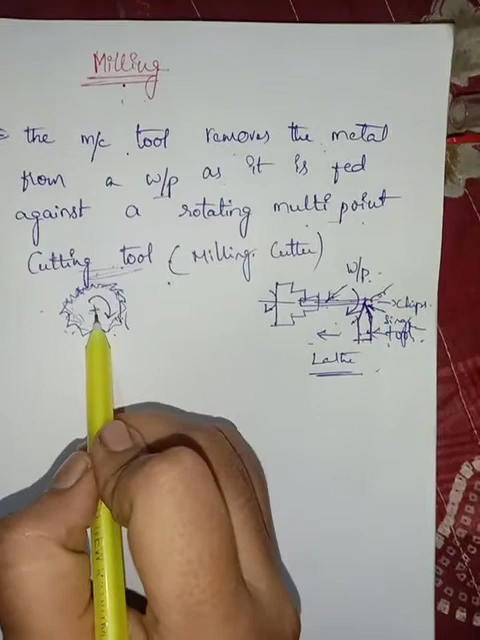 Milling
the m/c tool removes the metal
from a w/p as it is fed
against a rotating multi point
Cutting tool (Milling Cutter)
W/p
chips
tool
Lathe